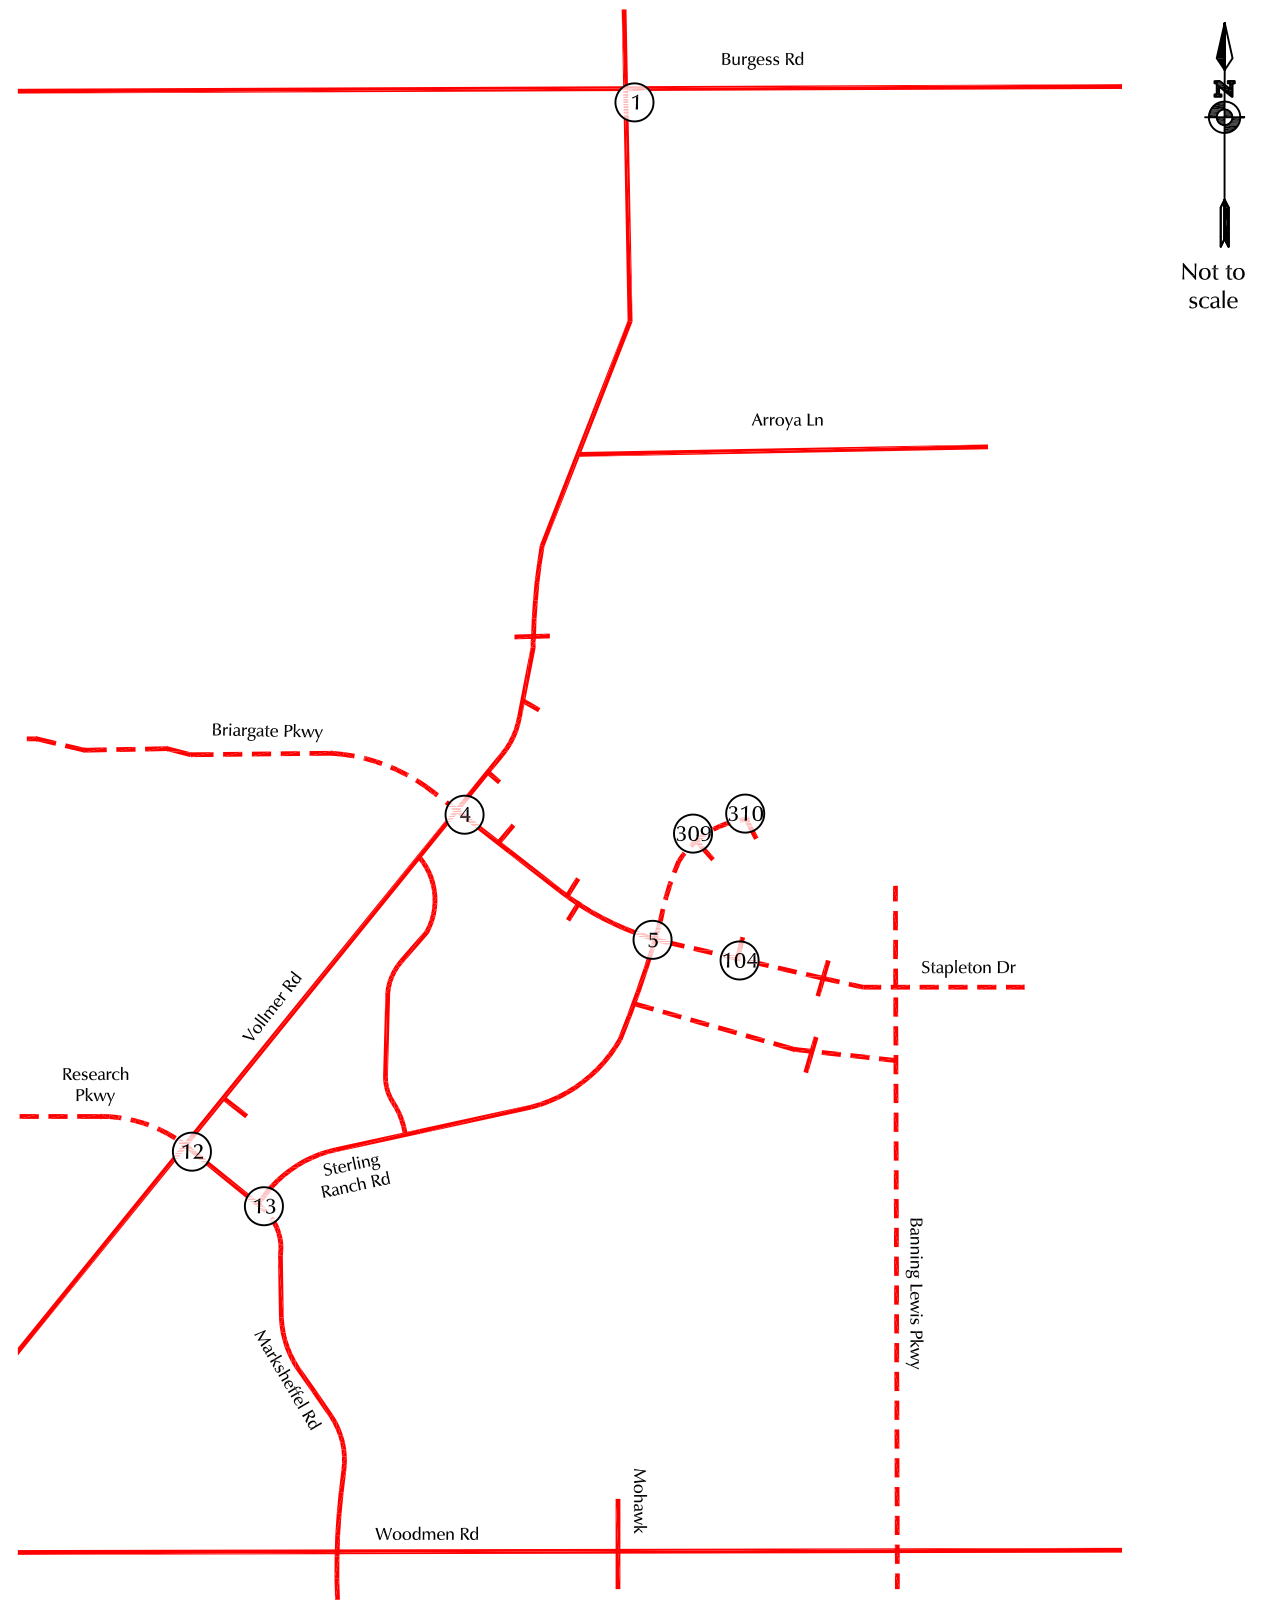 Burgess Rd
1
N
Not to
scale
Arroya Ln
Briargate Pkwy
4
310
309
5
104
Stapleton Dr
Vollmer Rd
Research
Pkwy
12
Sterling
Ranch Rd
13
Banning Lewis Pkwy
Marksheffel Rd
Mohawk
Woodmen Rd